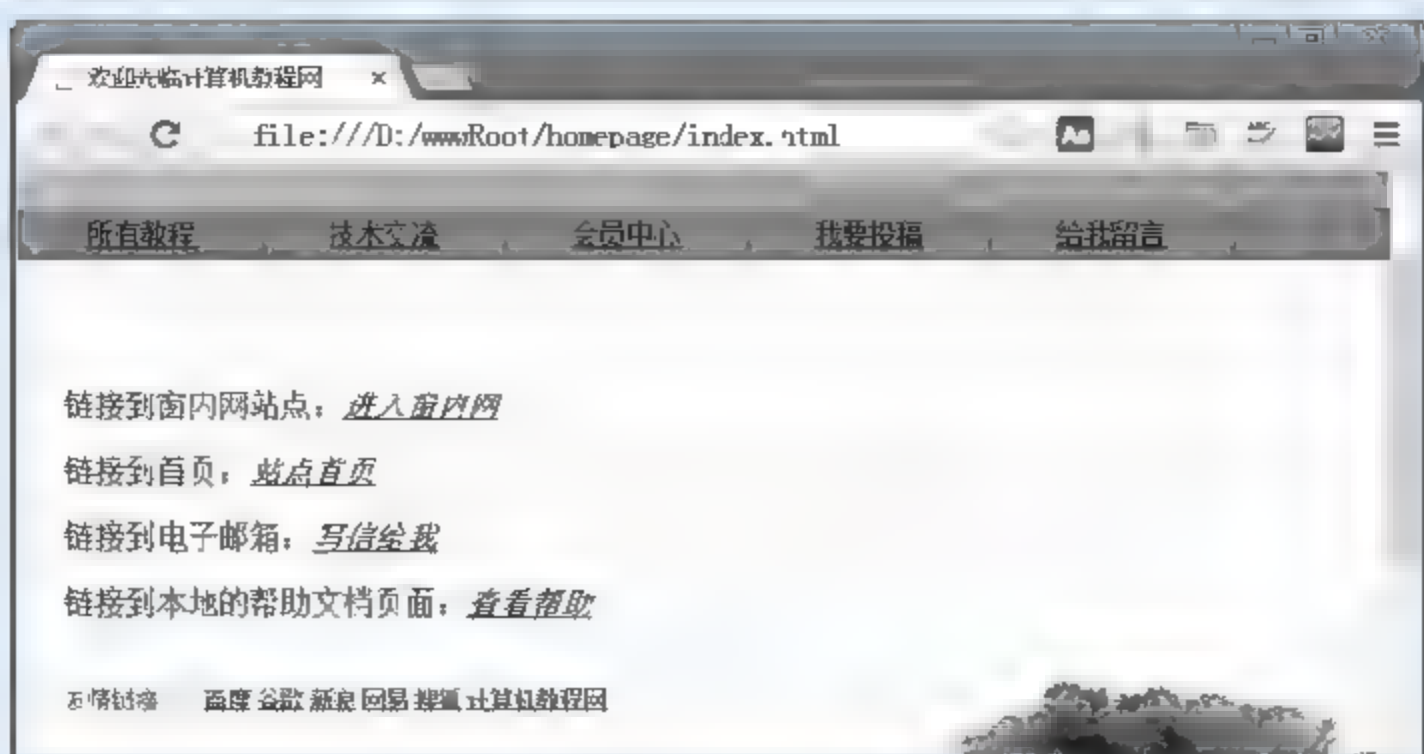 欢迎光临计算机教程网 ×
file:///D:/wwwRoot/homepage/index.html
所有教程 技术交流 会员中心 我要投稿 给我留言
链接到窗内网站点：进入窗内网
链接到首页：站点首页
链接到电子邮箱：写信给我
链接到本地的帮助文档页面：查看帮助
友情链接 百度 谷歌 新浪 网易 搜狐 计算机教程网